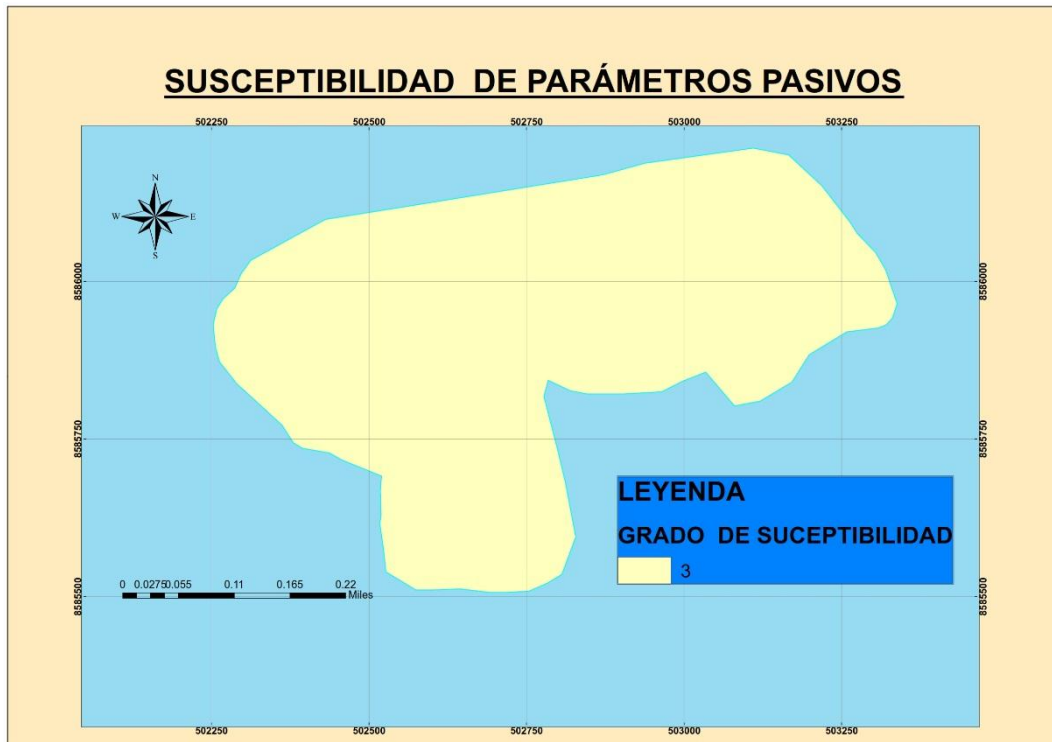 SUSCEPTIBILIDAD DE PARÁMETROS PASIVOS
502250 502500 502750 503000 503250
N
W E
S
8586000 8586000
8585750 8585750
LEYENDA
GRADO DE SUCEPTIBILIDAD
3
0 0.0275 0.055 0.11 0.165 0.22
Miles
8585500 8585500
502250 502500 502750 503000 503250